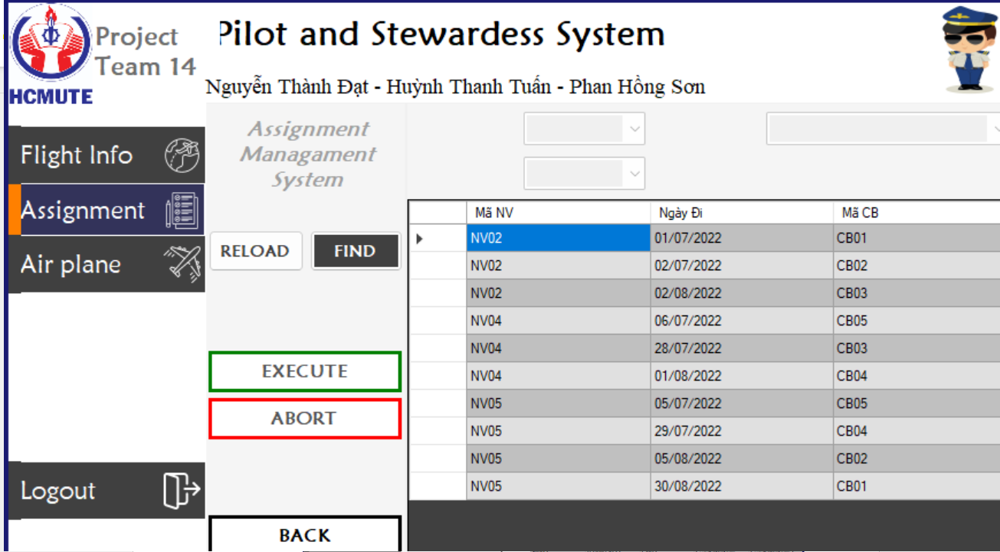 Project
Team 14
HCMUTE
Pilot and Stewardess System
Nguyễn Thành Đạt - Huỳnh Thanh Tuấn - Phan Hồng Sơn
Flight Info
Assignment
Air plane
Logout
Assignment
Managament
System
RELOAD FIND
EXECUTE
ABORT
BACK
Mã NV Ngày Đi Mã CB
NV02 01/07/2022 CB01
NV02 02/07/2022 CB02
NV02 02/08/2022 CB03
NV04 06/07/2022 CB05
NV04 28/07/2022 CB03
NV04 01/08/2022 CB04
NV05 05/07/2022 CB05
NV05 29/07/2022 CB04
NV05 05/08/2022 CB02
NV05 30/08/2022 CB01